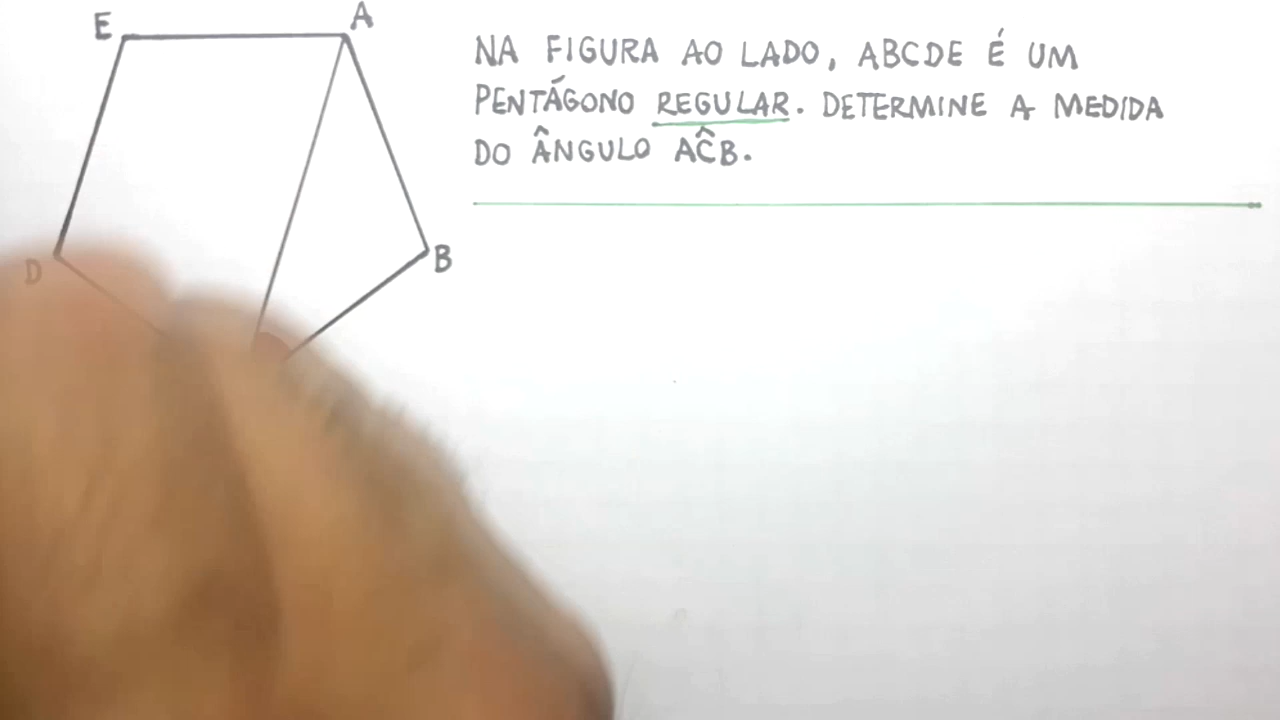 E
A
NA FIGURA AO LADO, ABCDE É UM
PENTÁGONO REGULAR. DETERMINE A MEDIDA
DO ÂNGULO AĈB.
D
B